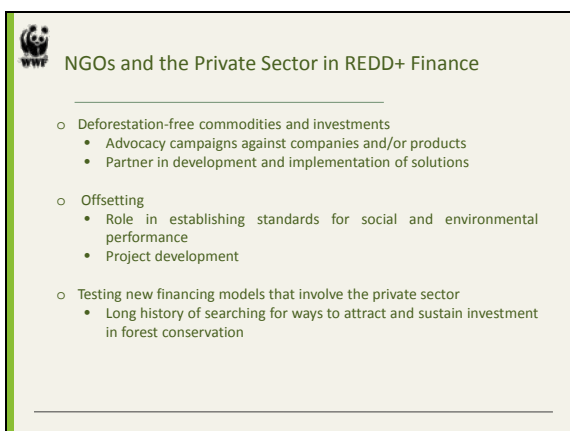 WWF
NGOs and the Private Sector in REDD+ Finance
o Deforestation-free commodities and investments
• Advocacy campaigns against companies and/or products
• Partner in development and implementation of solutions
o Offsetting
• Role in establishing standards for social and environmental
performance
• Project development
o Testing new financing models that involve the private sector
• Long history of searching for ways to attract and sustain investment
in forest conservation